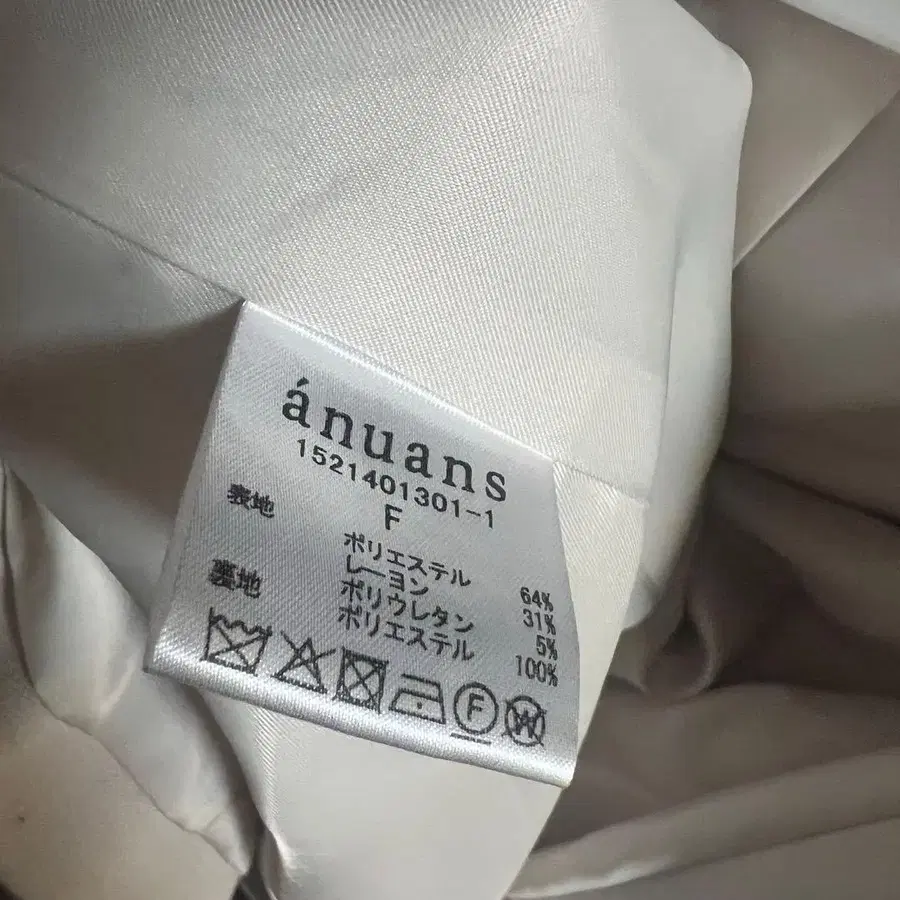 ánuans
1521401301-1
F
表地 ポリエステル 64%
レーヨン 31%
ポリウレタン 5%
裏地 ポリエステル 100%
F
W